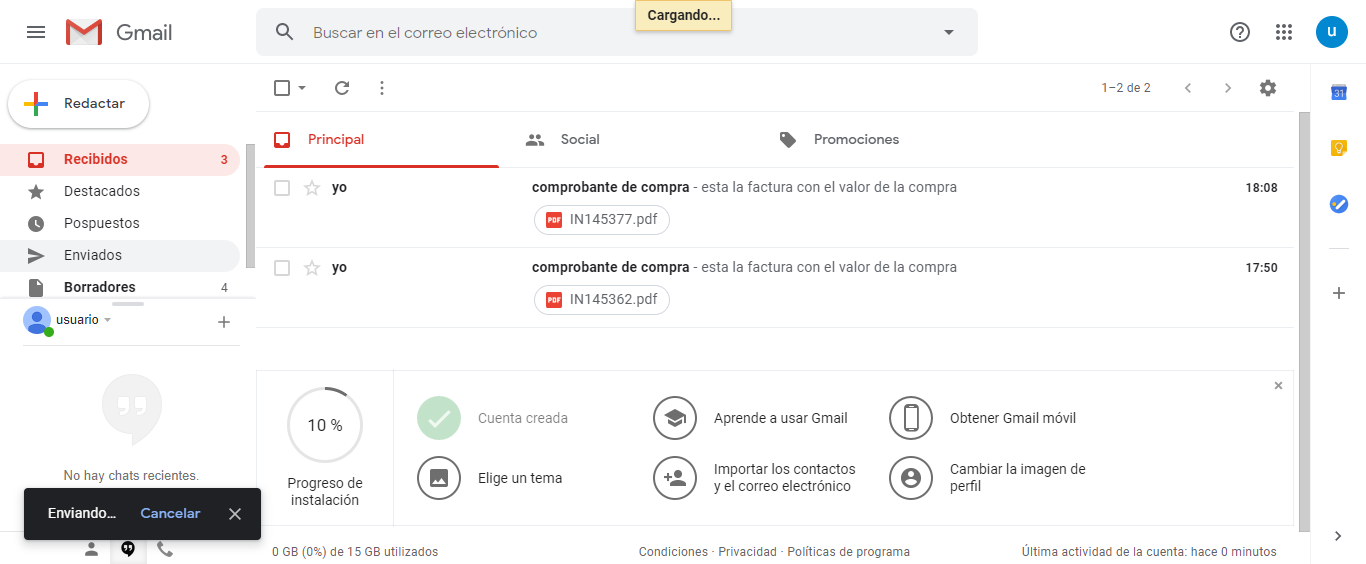 Cargando...
Gmail
Buscar en el correo electrónico
u
Redactar
1–2 de 2
31
Principal
Social
Promociones
Recibidos 3
Destacados
Pospuestos
Enviados
Borradores 4
yo comprobante de compra - esta la factura con el valor de la compra 18:08
PDF IN145377.pdf
yo comprobante de compra - esta la factura con el valor de la compra 17:50
PDF IN145362.pdf
usuario
No hay chats recientes.
Enviando... Cancelar
10 %
Progreso de
instalación
Cuenta creada
Aprende a usar Gmail
Obtener Gmail móvil
Elige un tema
Importar los contactos
y el correo electrónico
Cambiar la imagen de
perfil
0 GB (0%) de 15 GB utilizados
Condiciones · Privacidad · Políticas de programa
Última actividad de la cuenta: hace 0 minutos